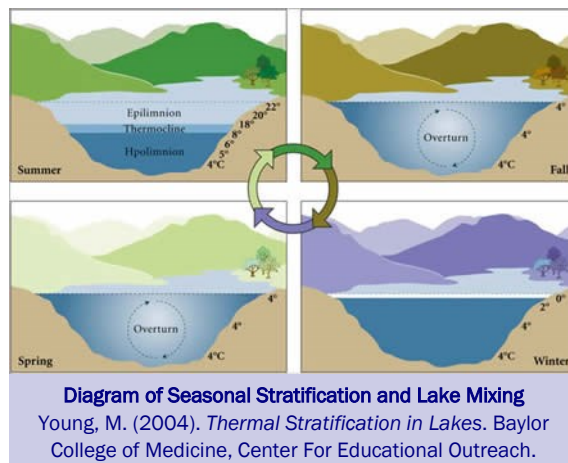 Epilimnion
Thermocline
Hpolimnion
22°
20°
18°
8°
6°
5°
4°C
Summer
Overturn
4°
4°
4°C
Fall
Overturn
4°
4°
4°C
Spring
0°
2°
4°
4°C
Winter
Diagram of Seasonal Stratification and Lake Mixing
Young, M. (2004). Thermal Stratification in Lakes. Baylor
College of Medicine, Center For Educational Outreach.